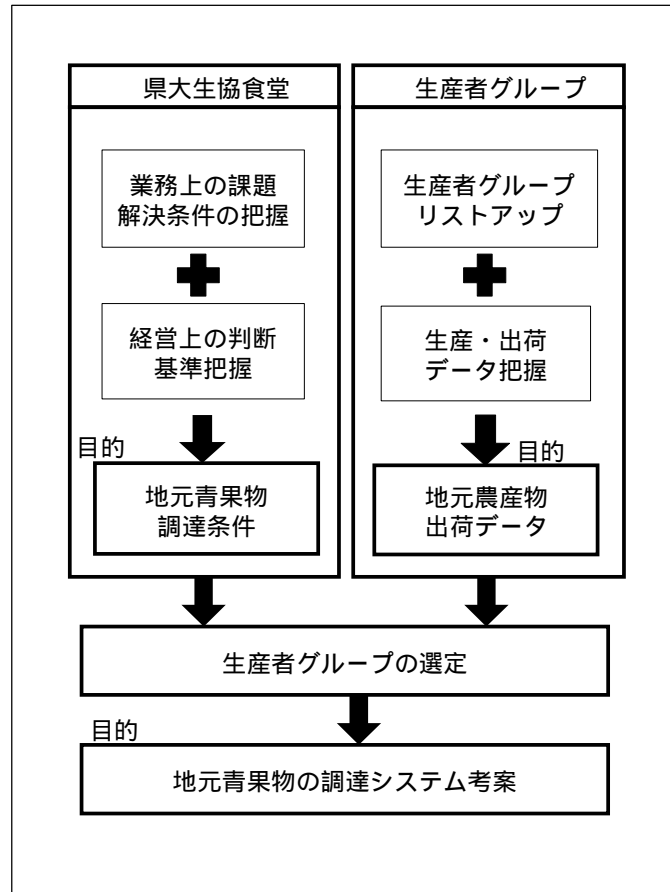 県大生協食堂
業務上の課題
解決条件の把握
経営上の判断
基準把握
目的
地元青果物
調達条件
生産者グループ
生産者グループ
リストアップ
生産・出荷
データ把握
目的
地元農産物
出荷データ
生産者グループの選定
目的
地元青果物の調達システム考案